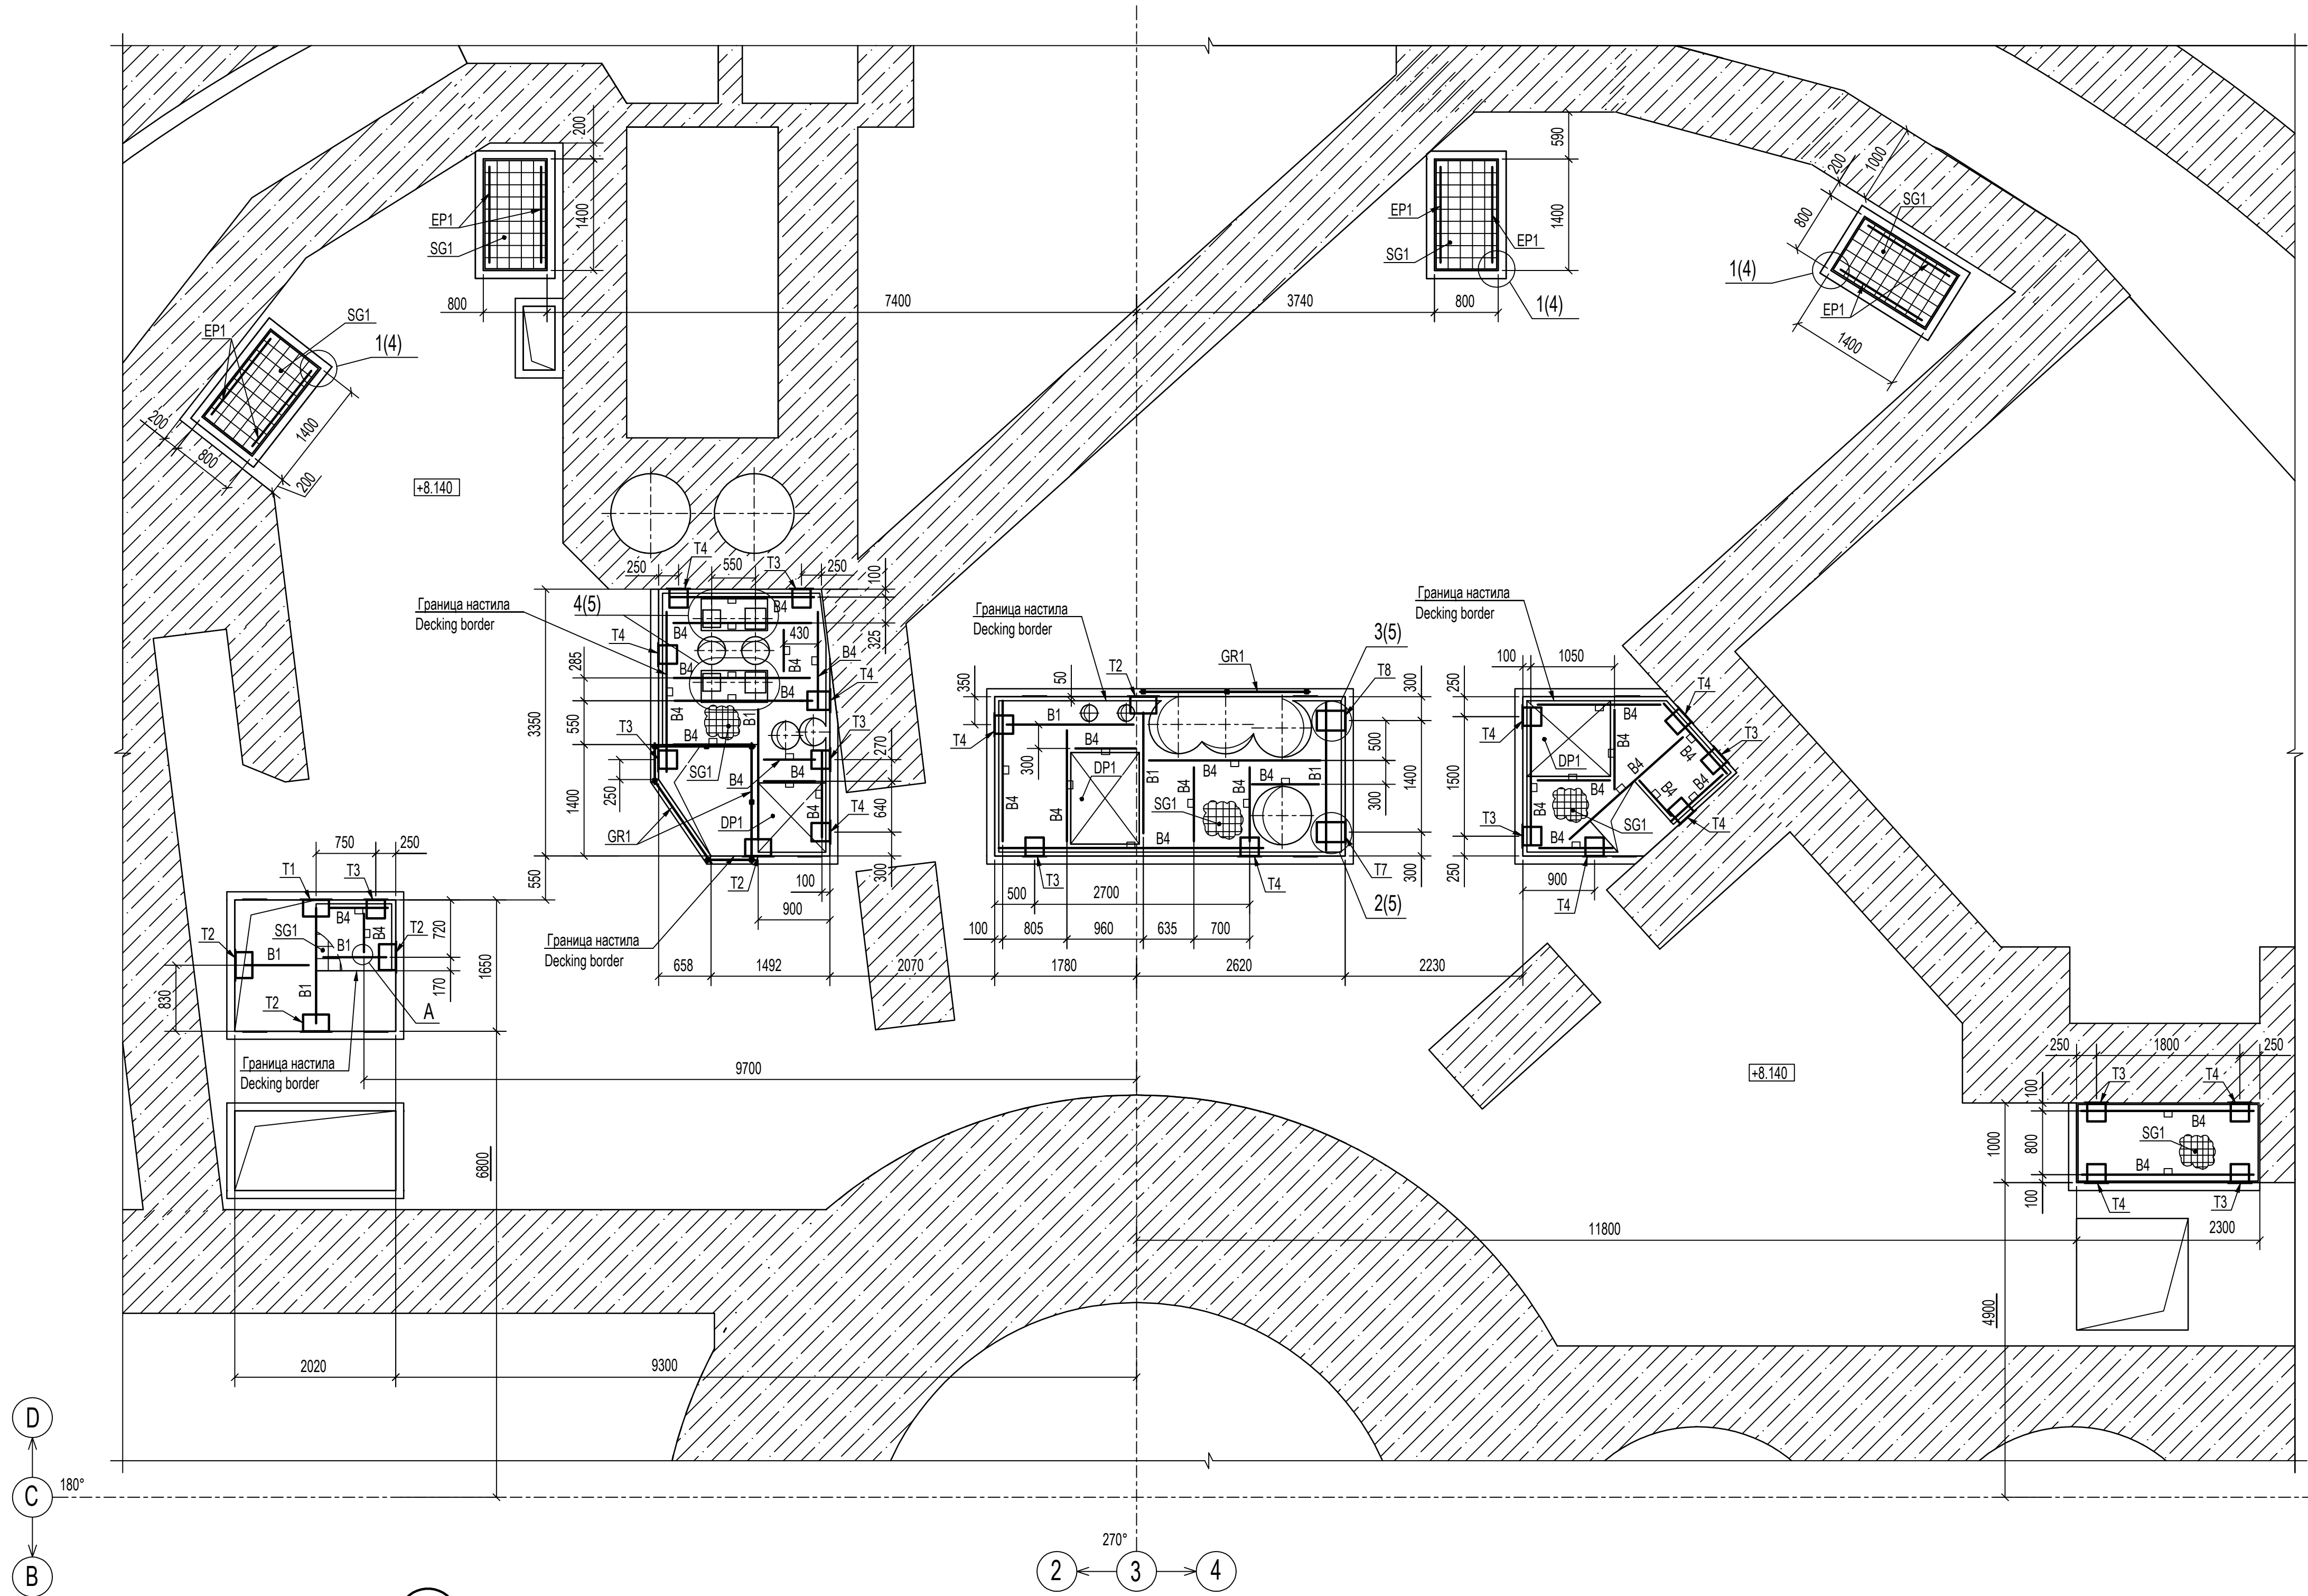 200
590
1000
200
1400
EP1
SG1
1400
EP1
SG1
EP1
SG1
800
1(4)
EP1
1400
800
7400
3740
800
1(4)
SG1
EP1
1(4)
200
1400
800
200
+8.140
T4
250
550
T3
250
100
Граница настила
Decking border
4(5)
B4
B4
430
325
T4
B4
B4
B4
T4
285
B4
B4
B1
T3
B4
550
3350
T3
270
SG1
B4
B4
250
1400
640
DP1
B4
T4
GR1
300
T2
100
900
550
Граница настила
Decking border
658
1492
2070
1780
2620
2230
Граница настила
Decking border
3(5)
T2
GR1
T8
350
50
300
B1
T4
B4
300
DP1
B1
B4
B4
B1
500
1400
B4
B4
B4
SG1
300
B4
T3
T4
T7
300
500
2700
2(5)
100
805
960
635
700
Граница настила
Decking border
100
1050
250
T4
B4
T4
B4
T3
DP1
B4
B4
1500
B4
B4
B4
B4
SG1
T3
B4
T4
250
900
T4
750
250
T1
T3
B4
T2
SG1
B4
T2
B1
B1
720
1650
830
T2
B1
170
A
Граница настила
Decking border
9700
+8.140
250
1800
250
T3
T4
100
B4
1000
800
SG1
B4
100
T4
T3
6800
11800
2300
4900
2020
9300
D
C
180°
B
270°
2
3
4